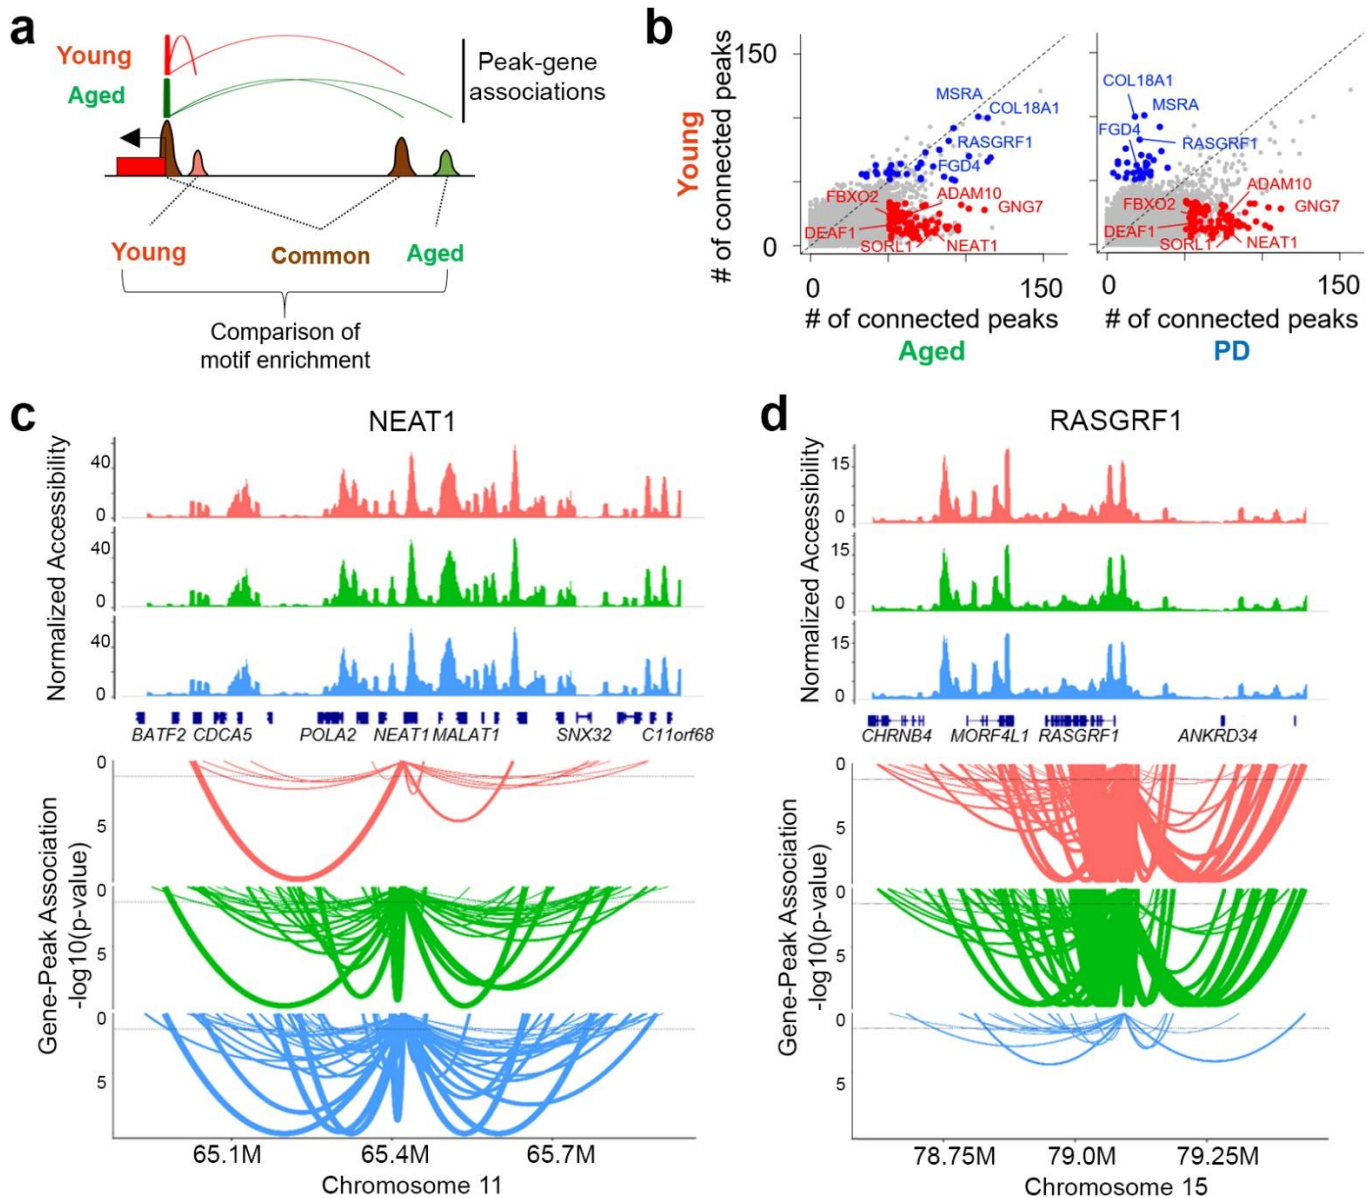 a
Young
Aged
Peak-gene
associations
Young
Common
Aged
Comparison of
motif enrichment
b
Young
# of connected peaks
150
0
MSRA
COL18A1
RASGRF1
FGD4
FBXO2
ADAM10
GNG7
DEAF1
SORL1
NEAT1
0
150
# of connected peaks
Aged
COL18A1
MSRA
FGD4
RASGRF1
ADAM10
FBXO2
GNG7
DEAF1
SORL1
NEAT1
0
150
# of connected peaks
PD
c
NEAT1
Normalized Accessibility
40
0
40
0
40
0
BATF2 CDCA5 POLA2 NEAT1 MALAT1 SNX32 C11orf68
Gene-Peak Association
-log10(p-value)
0
5
0
5
0
5
65.1M 65.4M 65.7M
Chromosome 11
d
RASGRF1
Normalized Accessibility
15
0
15
0
15
0
CHRNB4 MORF4L1 RASGRF1 ANKRD34
Gene-Peak Association
-log10(p-value)
0
5
0
5
0
5
78.75M 79.0M 79.25M
Chromosome 15